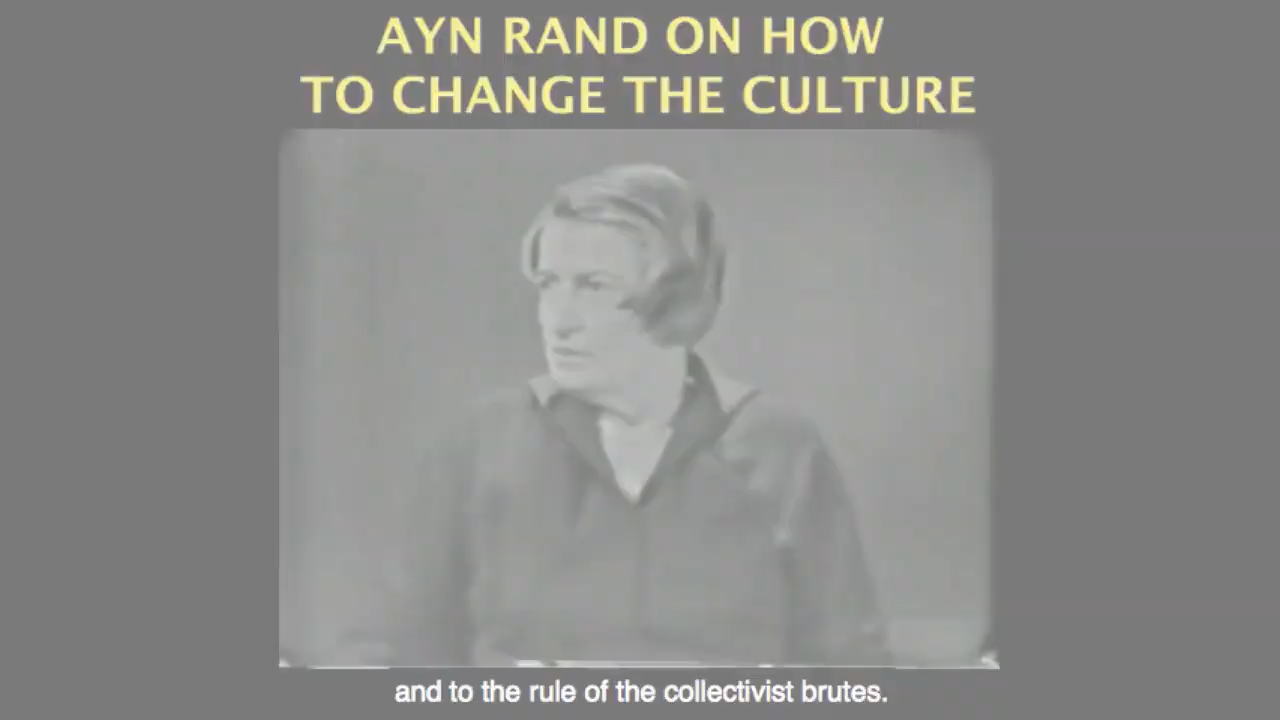 AYN RAND ON HOW
TO CHANGE THE CULTURE
and to the rule of the collectivist brutes.